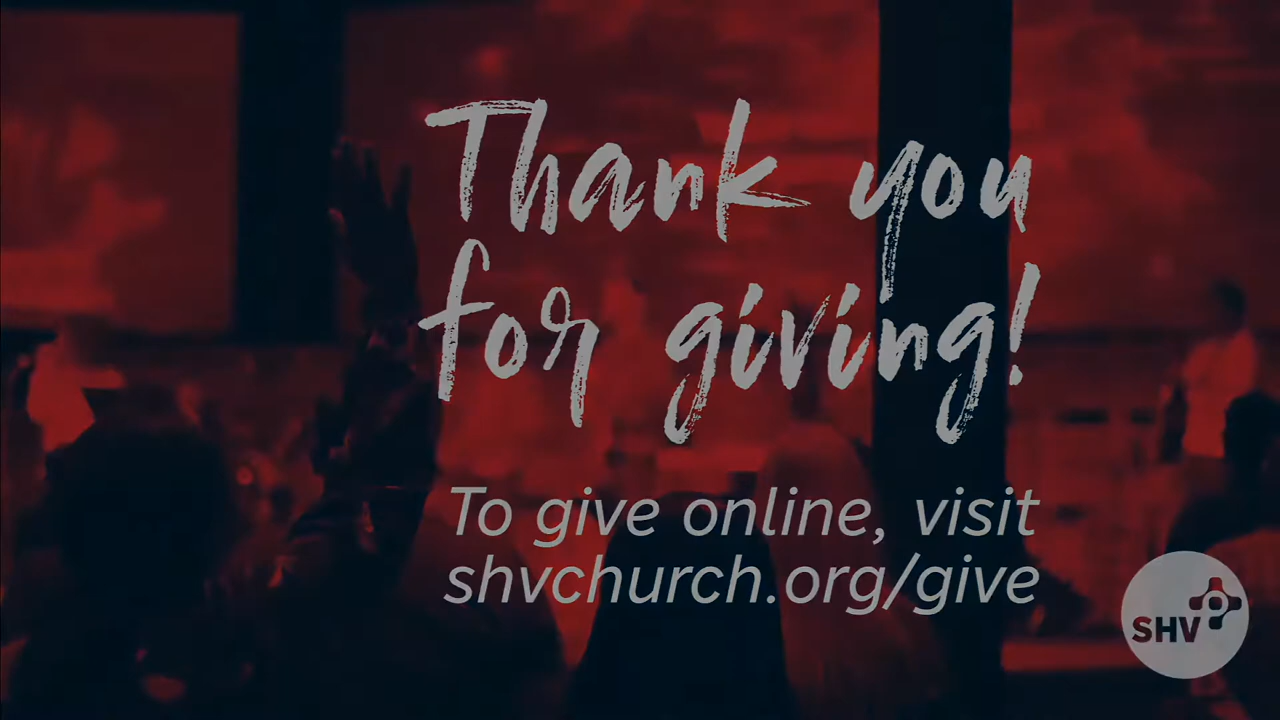 Thank you
for giving!
To give online, visit
shvchurch.org/give
SHV